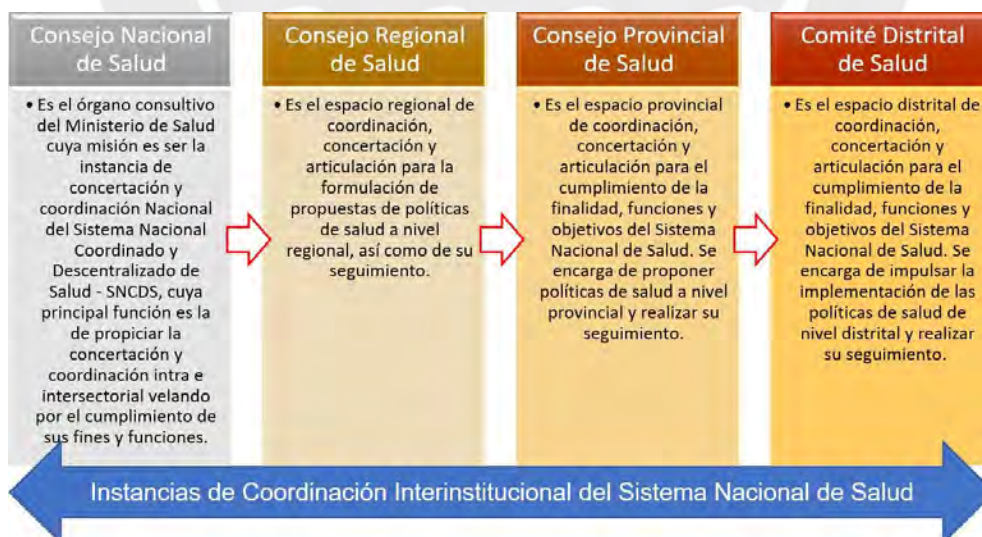 Consejo Nacional
de Salud
• Es el órgano consultivo
del Ministerio de Salud
cuya misión es ser la
instancia de
concertación y
coordinación Nacional
del Sistema Nacional
Coordinado y
Descentralizado de
Salud - SNCDS, cuya
principal función es la
de propiciar la
concertación y
coordinación intra e
intersectorial velando
por el cumplimiento de
sus fines y funciones.
Consejo Regional
de Salud
• Es el espacio regional de
coordinación,
concertación y
articulación para la
formulación de
propuestas de políticas
de salud a nivel
regional, así como de su
seguimiento.
Consejo Provincial
de Salud
• Es el espacio provincial
de coordinación,
concertación y
articulación para el
cumplimiento de la
finalidad, funciones y
objetivos del Sistema
Nacional de Salud. Se
encarga de proponer
políticas de salud a nivel
provincial y realizar su
seguimiento.
Comité Distrital
de Salud
• Es el espacio distrital de
coordinación,
concertación y
articulación para el
cumplimiento de la
finalidad, funciones y
objetivos del Sistema
Nacional de Salud. Se
encarga de impulsar la
implementación de las
políticas de salud de
nivel distrital y realizar
su seguimiento.
Instancias de Coordinación Interinstitucional del Sistema Nacional de Salud